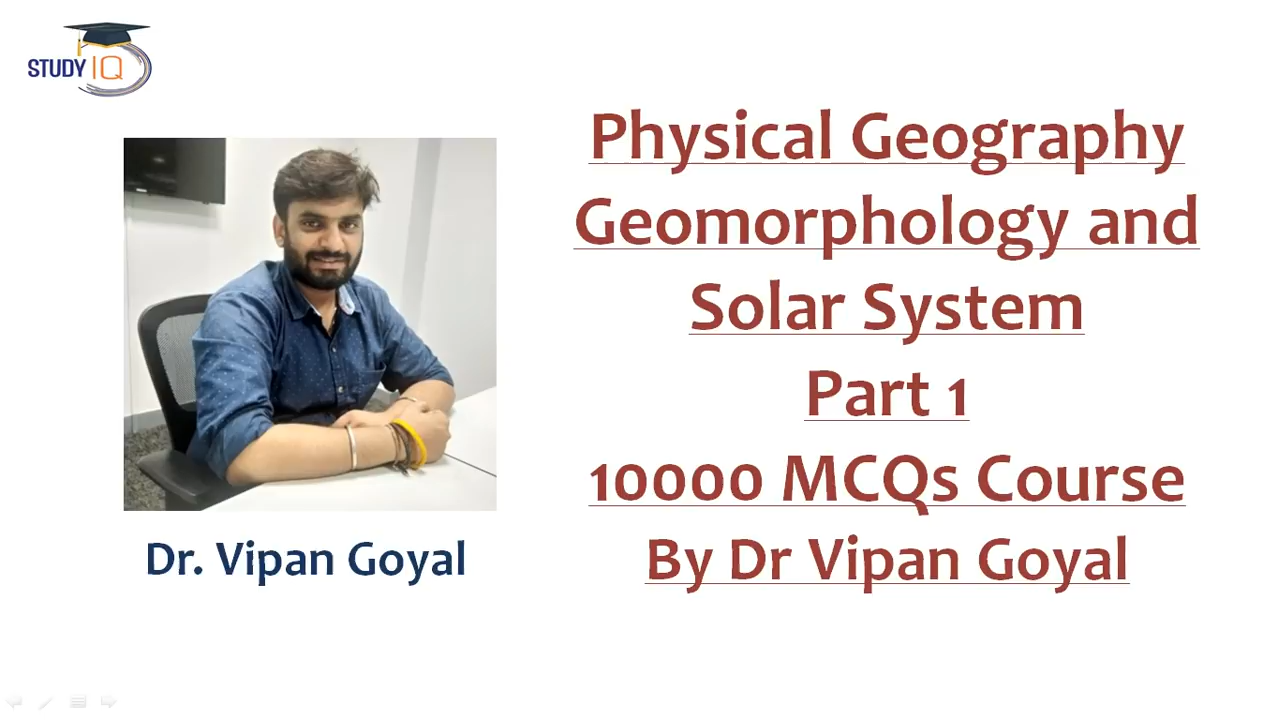 STUDY IQ
Physical Geography
Geomorphology and
Solar System
Part 1
10000 MCQs Course
By Dr Vipan Goyal
Dr. Vipan Goyal